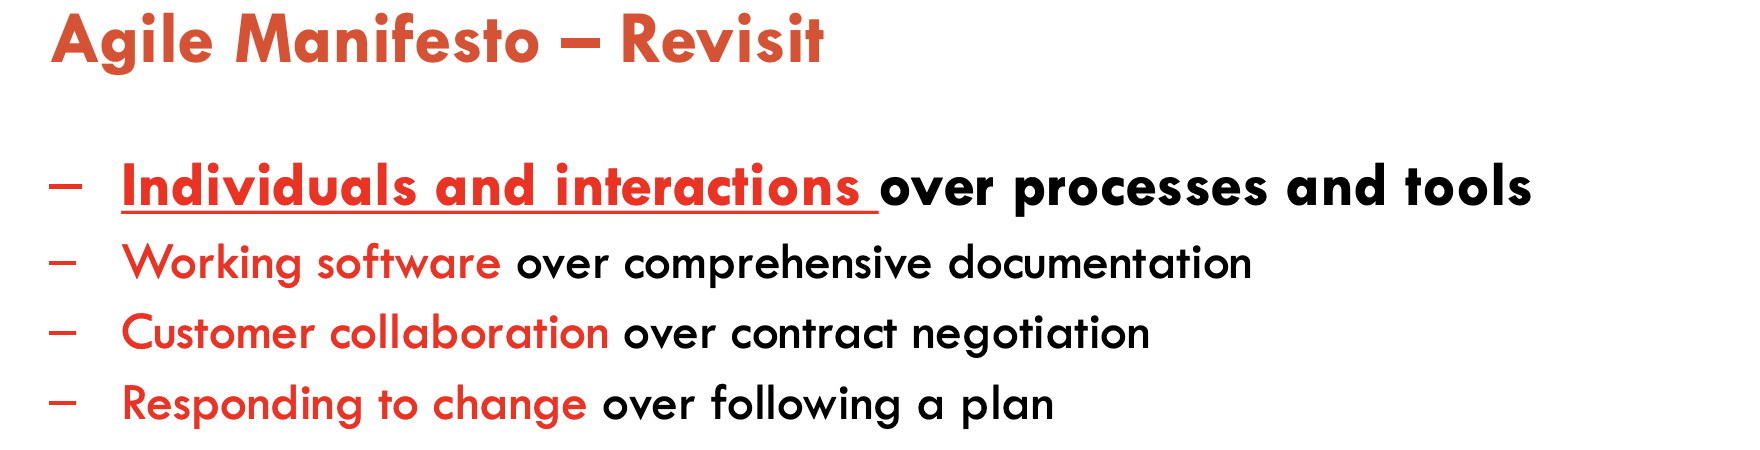 Agile Manifesto – Revisit
– Individuals and interactions over processes and tools
– Working software over comprehensive documentation
– Customer collaboration over contract negotiation
– Responding to change over following a plan